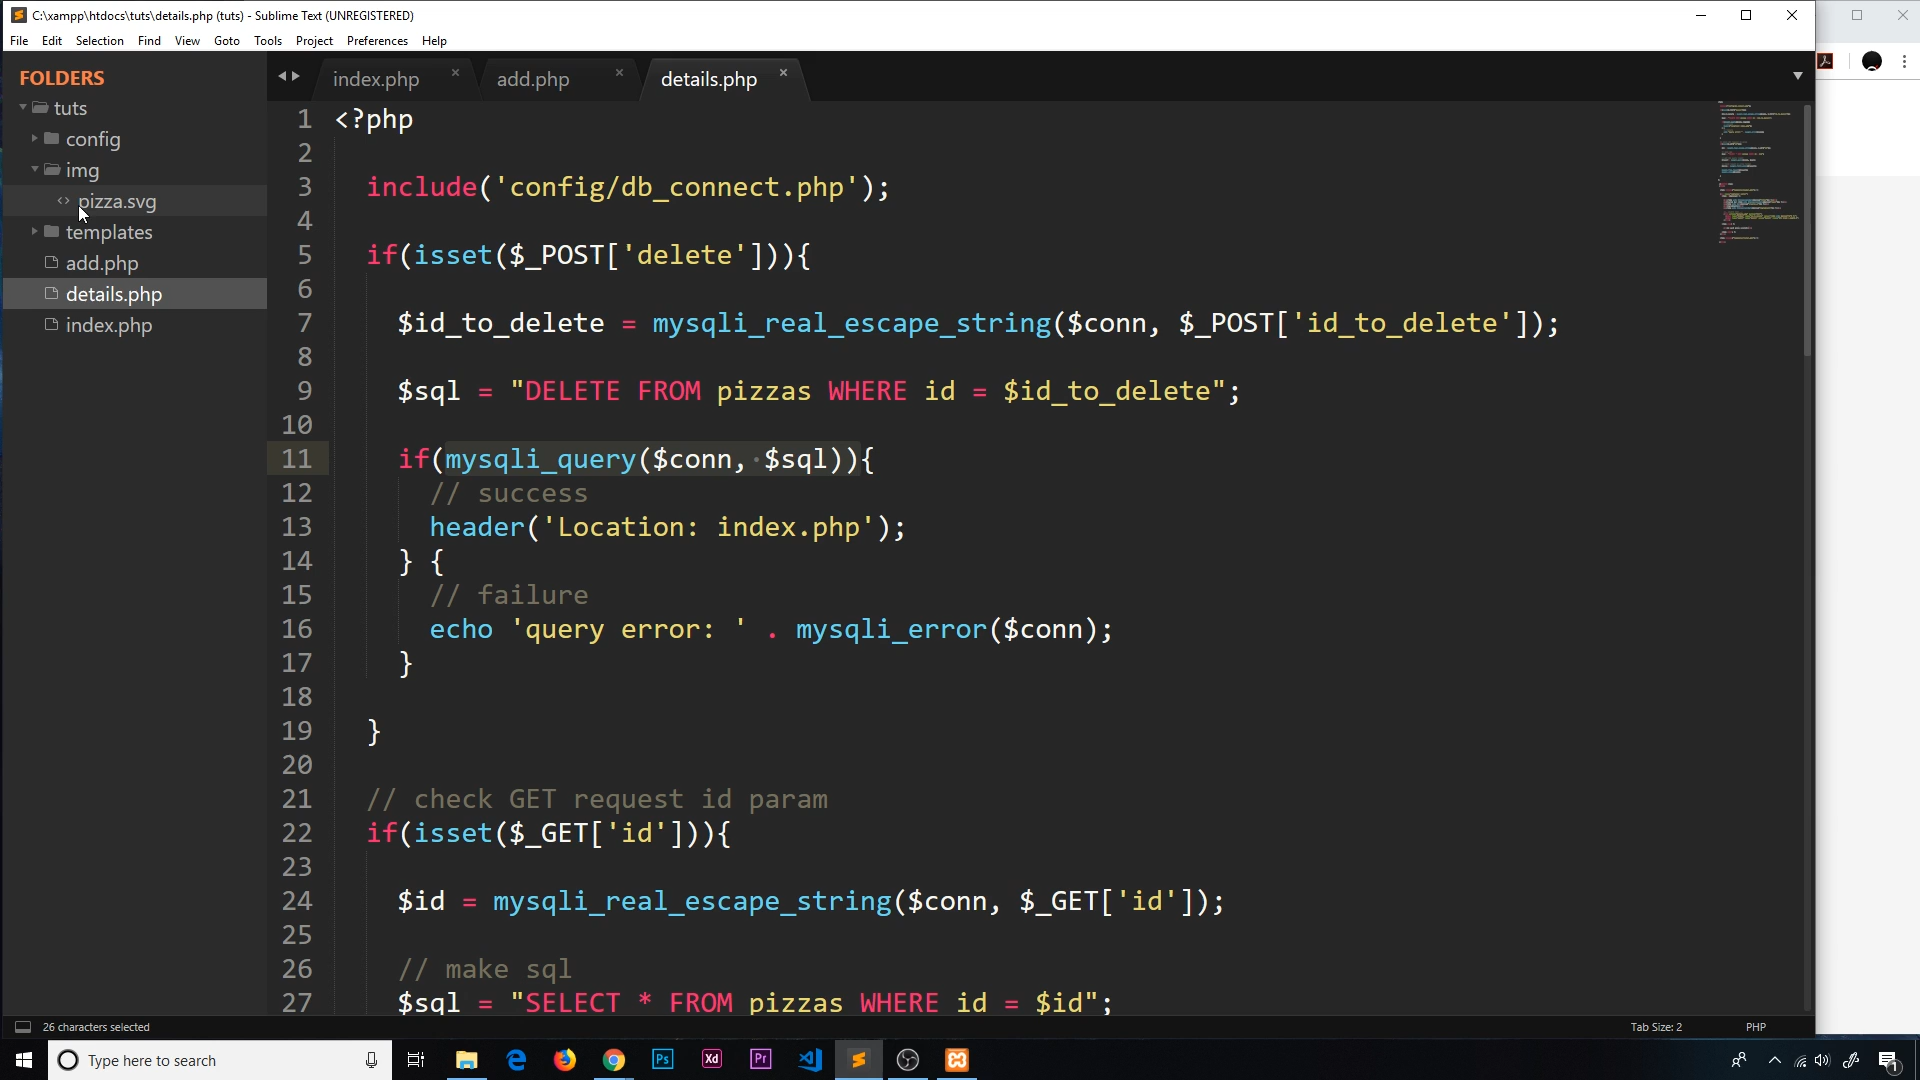 C:\xampp\htdocs\tuts\details.php (tuts) - Sublime Text (UNREGISTERED)
File Edit Selection Find View Goto Tools Project Preferences Help
FOLDERS
tuts
config
img
<> pizza.svg
templates
add.php
details.php
index.php
index.php × add.php × details.php ×
1 <?php
2
3 include('config/db_connect.php');
4
5 if(isset($_POST['delete'])){
6
7 $id_to_delete = mysqli_real_escape_string($conn, $_POST['id_to_delete']);
8
9 $sql = "DELETE FROM pizzas WHERE id = $id_to_delete";
10
11 if(mysqli_query($conn, $sql)){
12 // success
13 header('Location: index.php');
14 } {
15 // failure
16 echo 'query error: ' . mysqli_error($conn);
17 }
18
19 }
20
21 // check GET request id param
22 if(isset($_GET['id'])){
23
24 $id = mysqli_real_escape_string($conn, $_GET['id']);
25
26 // make sql
27 $sql = "SELECT * FROM pizzas WHERE id = $id";
26 characters selected
Tab Size: 2 PHP
Type here to search
Ps Xd Pr
1